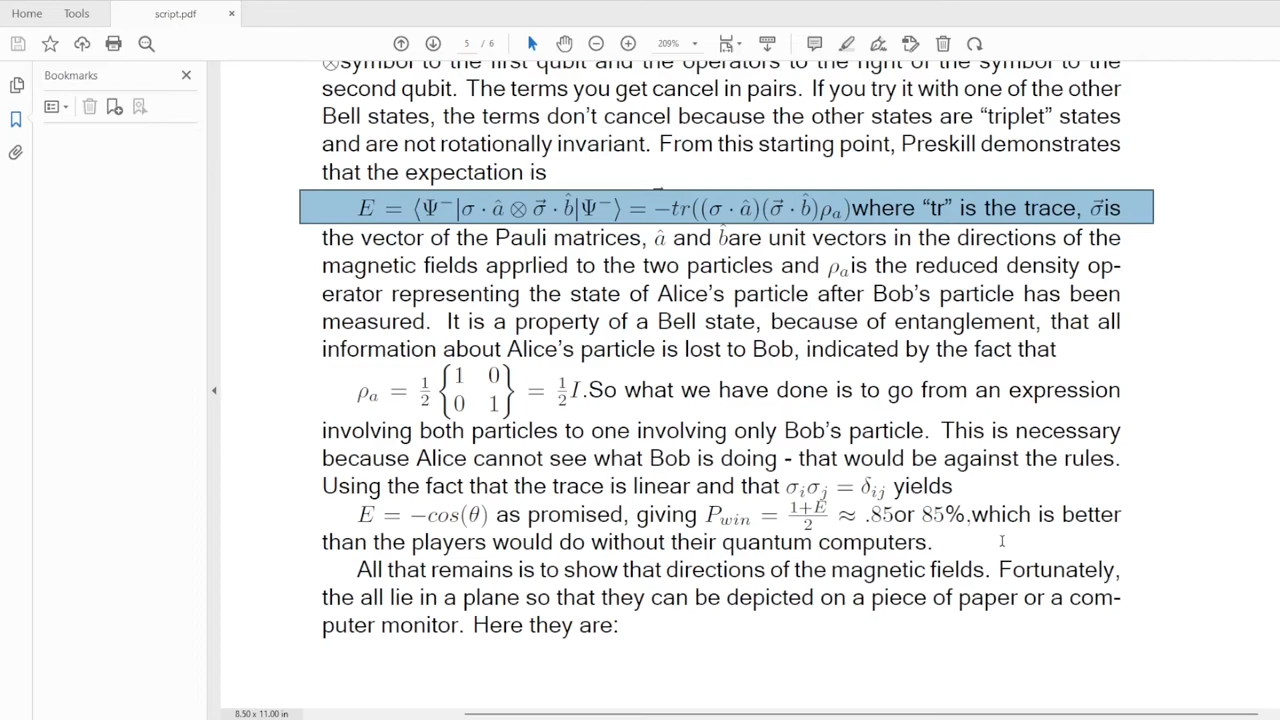 Home Tools script.pdf ×
5 / 6 209%
Bookmarks ×
⊗symbol to the first qubit and the operators to the right of the symbol to the
second qubit. The terms you get cancel in pairs. If you try it with one of the other
Bell states, the terms don't cancel because the other states are “triplet” states
and are not rotationally invariant. From this starting point, Preskill demonstrates
that the expectation is
E = ⟨Ψ⁻|σ · â ⊗ σ⃗ · b̂|Ψ⁻⟩ = −tr((σ · â)(σ⃗ · b̂)ρₐ)where “tr” is the trace, σ⃗is
the vector of the Pauli matrices, â and b̂are unit vectors in the directions of the
magnetic fields apprlied to the two particles and ρₐis the reduced density op-
erator representing the state of Alice's particle after Bob's particle has been
measured. It is a property of a Bell state, because of entanglement, that all
information about Alice's particle is lost to Bob, indicated by the fact that
ρₐ = 1/2 {1 0 0 1} = 1/2 I.So what we have done is to go from an expression
involving both particles to one involving only Bob's particle. This is necessary
because Alice cannot see what Bob is doing - that would be against the rules.
Using the fact that the trace is linear and that σᵢσⱼ = δᵢⱼ yields
E = −cos(θ) as promised, giving P_win = (1+E)/2 ≈ .85or 85%,which is better
than the players would do without their quantum computers.
All that remains is to show that directions of the magnetic fields. Fortunately,
the all lie in a plane so that they can be depicted on a piece of paper or a com-
puter monitor. Here they are:
8.50 x 11.00 in